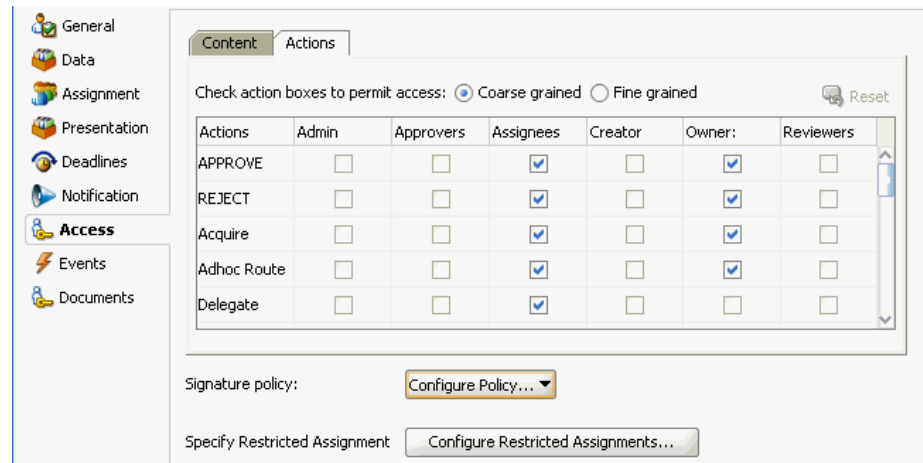 General
Data
Assignment
Presentation
Deadlines
Notification
Access
Events
Documents
Content Actions
Check action boxes to permit access: Coarse grained Fine grained Reset
Actions Admin Approvers Assignees Creator Owner: Reviewers
APPROVE
REJECT
Acquire
Adhoc Route
Delegate
Signature policy: Configure Policy...
Specify Restricted Assignment Configure Restricted Assignments...